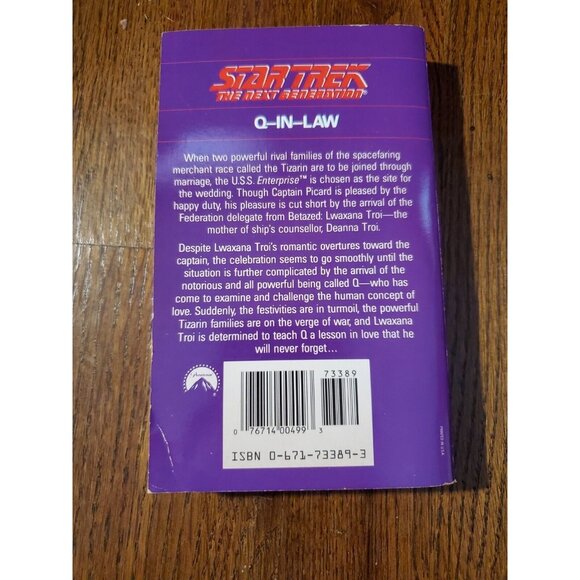 STAR TREK
THE NEXT GENERATION®
Q-IN-LAW
When two powerful rival families of the spacefaring
merchant race called the Tizarin are to be joined through
marriage, the U.S.S. Enterprise™ is chosen as the site for
the wedding. Though Captain Picard is pleased by the
happy duty, his pleasure is cut short by the arrival of the
Federation delegate from Betazed: Lwaxana Troi—the
mother of ship's counsellor, Deanna Troi.
Despite Lwaxana Troi's romantic overtures toward the
captain, the celebration seems to go smoothly until the
situation is further complicated by the arrival of the
notorious and all powerful being called Q—who has
come to examine and challenge the human concept of
love. Suddenly, the festivities are in turmoil, the powerful
Tizarin families are on the verge of war, and Lwaxana
Troi is determined to teach Q a lesson in love that he
will never forget...
Paramount
73389
0 76714 00499 3
ISBN 0-671-73389-3
PRINTED IN U.S.A.